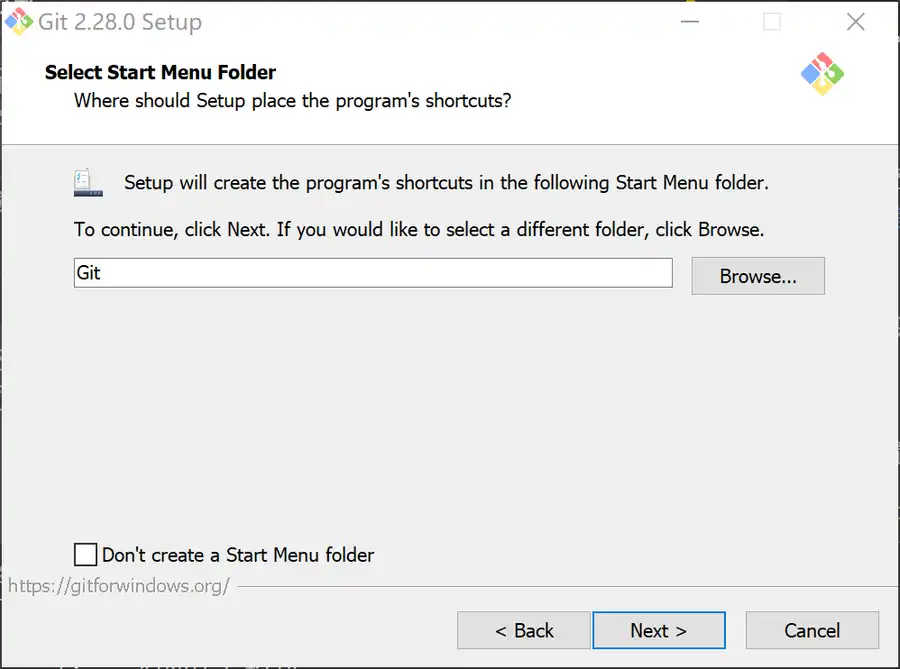 Git 2.28.0 Setup
Select Start Menu Folder
Where should Setup place the program's shortcuts?
Setup will create the program's shortcuts in the following Start Menu folder.
To continue, click Next. If you would like to select a different folder, click Browse.
Git
Browse...
Don't create a Start Menu folder
https://gitforwindows.org/
< Back
Next >
Cancel